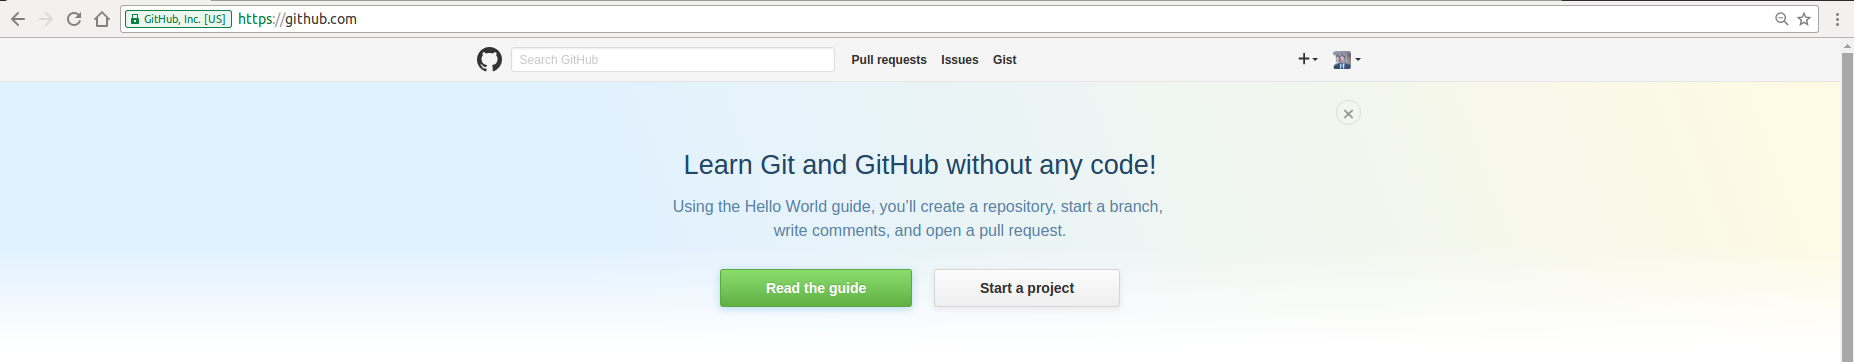 GitHub, Inc. [US] https://github.com
Search GitHub Pull requests Issues Gist
Learn Git and GitHub without any code!
Using the Hello World guide, you’ll create a repository, start a branch,
write comments, and open a pull request.
Read the guide Start a project